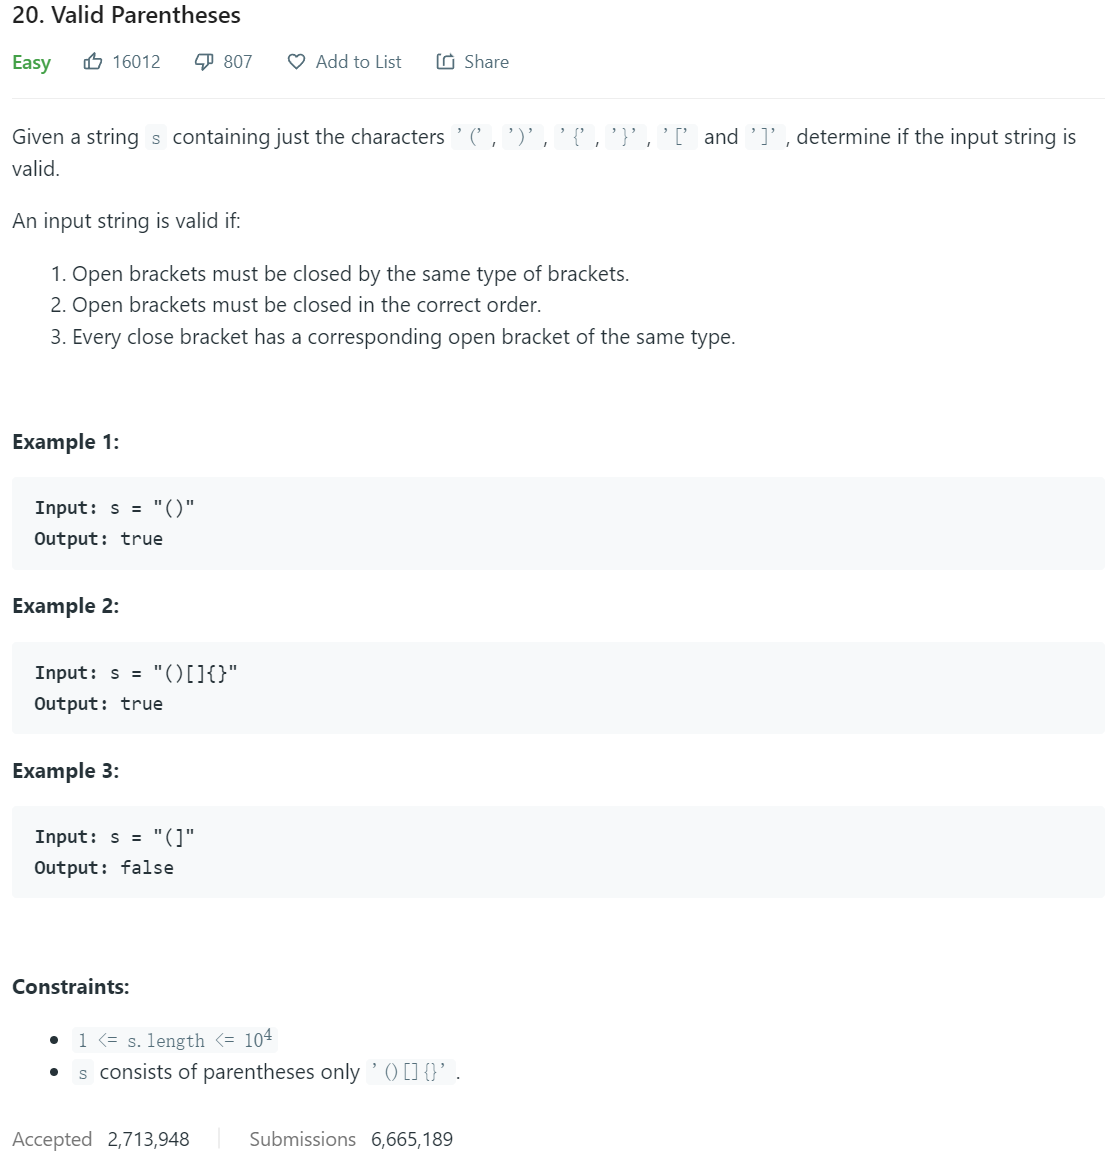 20. Valid Parentheses
Easy 16012 807 Add to List Share
Given a string s containing just the characters '(', ')', '{', '}', '[' and ']', determine if the input string is
valid.
An input string is valid if:
1. Open brackets must be closed by the same type of brackets.
2. Open brackets must be closed in the correct order.
3. Every close bracket has a corresponding open bracket of the same type.
Example 1:
Input: s = "()"
Output: true
Example 2:
Input: s = "()[]{}"
Output: true
Example 3:
Input: s = "(]"
Output: false
Constraints:
• 1 <= s.length <= 10⁴
• s consists of parentheses only '()[]{}'.
Accepted 2,713,948 Submissions 6,665,189